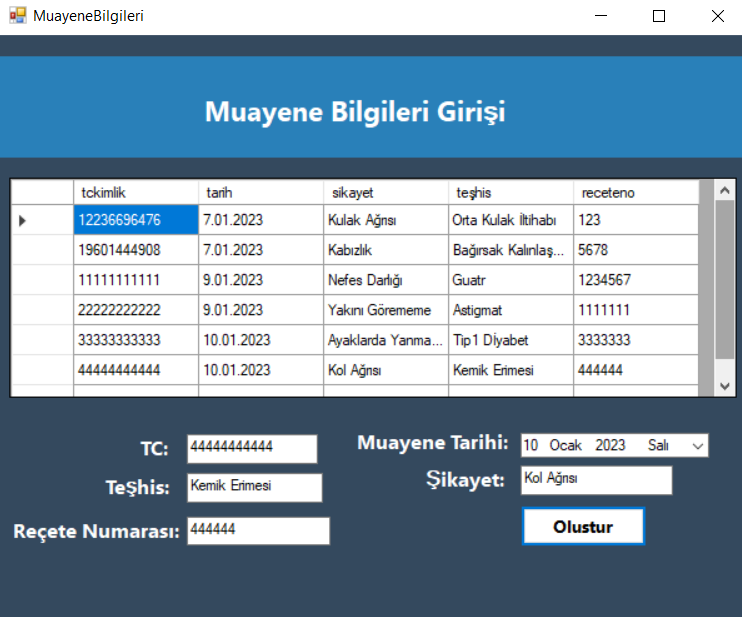 MuayeneBilgileri
Muayene Bilgileri Girişi
tckimlik tarih sikayet teşhis receteno
12236696476 7.01.2023 Kulak Ağrısı Orta Kulak İltihabı 123
19601444908 7.01.2023 Kabızlık Bağırsak Kalınlaş... 5678
11111111111 9.01.2023 Nefes Darlığı Guatr 1234567
22222222222 9.01.2023 Yakını Görememe Astigmat 1111111
33333333333 10.01.2023 Ayaklarda Yanma... Tip1 Dİyabet 3333333
44444444444 10.01.2023 Kol Ağrısı Kemik Erimesi 444444
TC: 44444444444 Muayene Tarihi: 10 Ocak 2023 Salı
Teşhis: Kemik Erimesi Şikayet: Kol Ağrısı
Reçete Numarası: 444444 Olustur